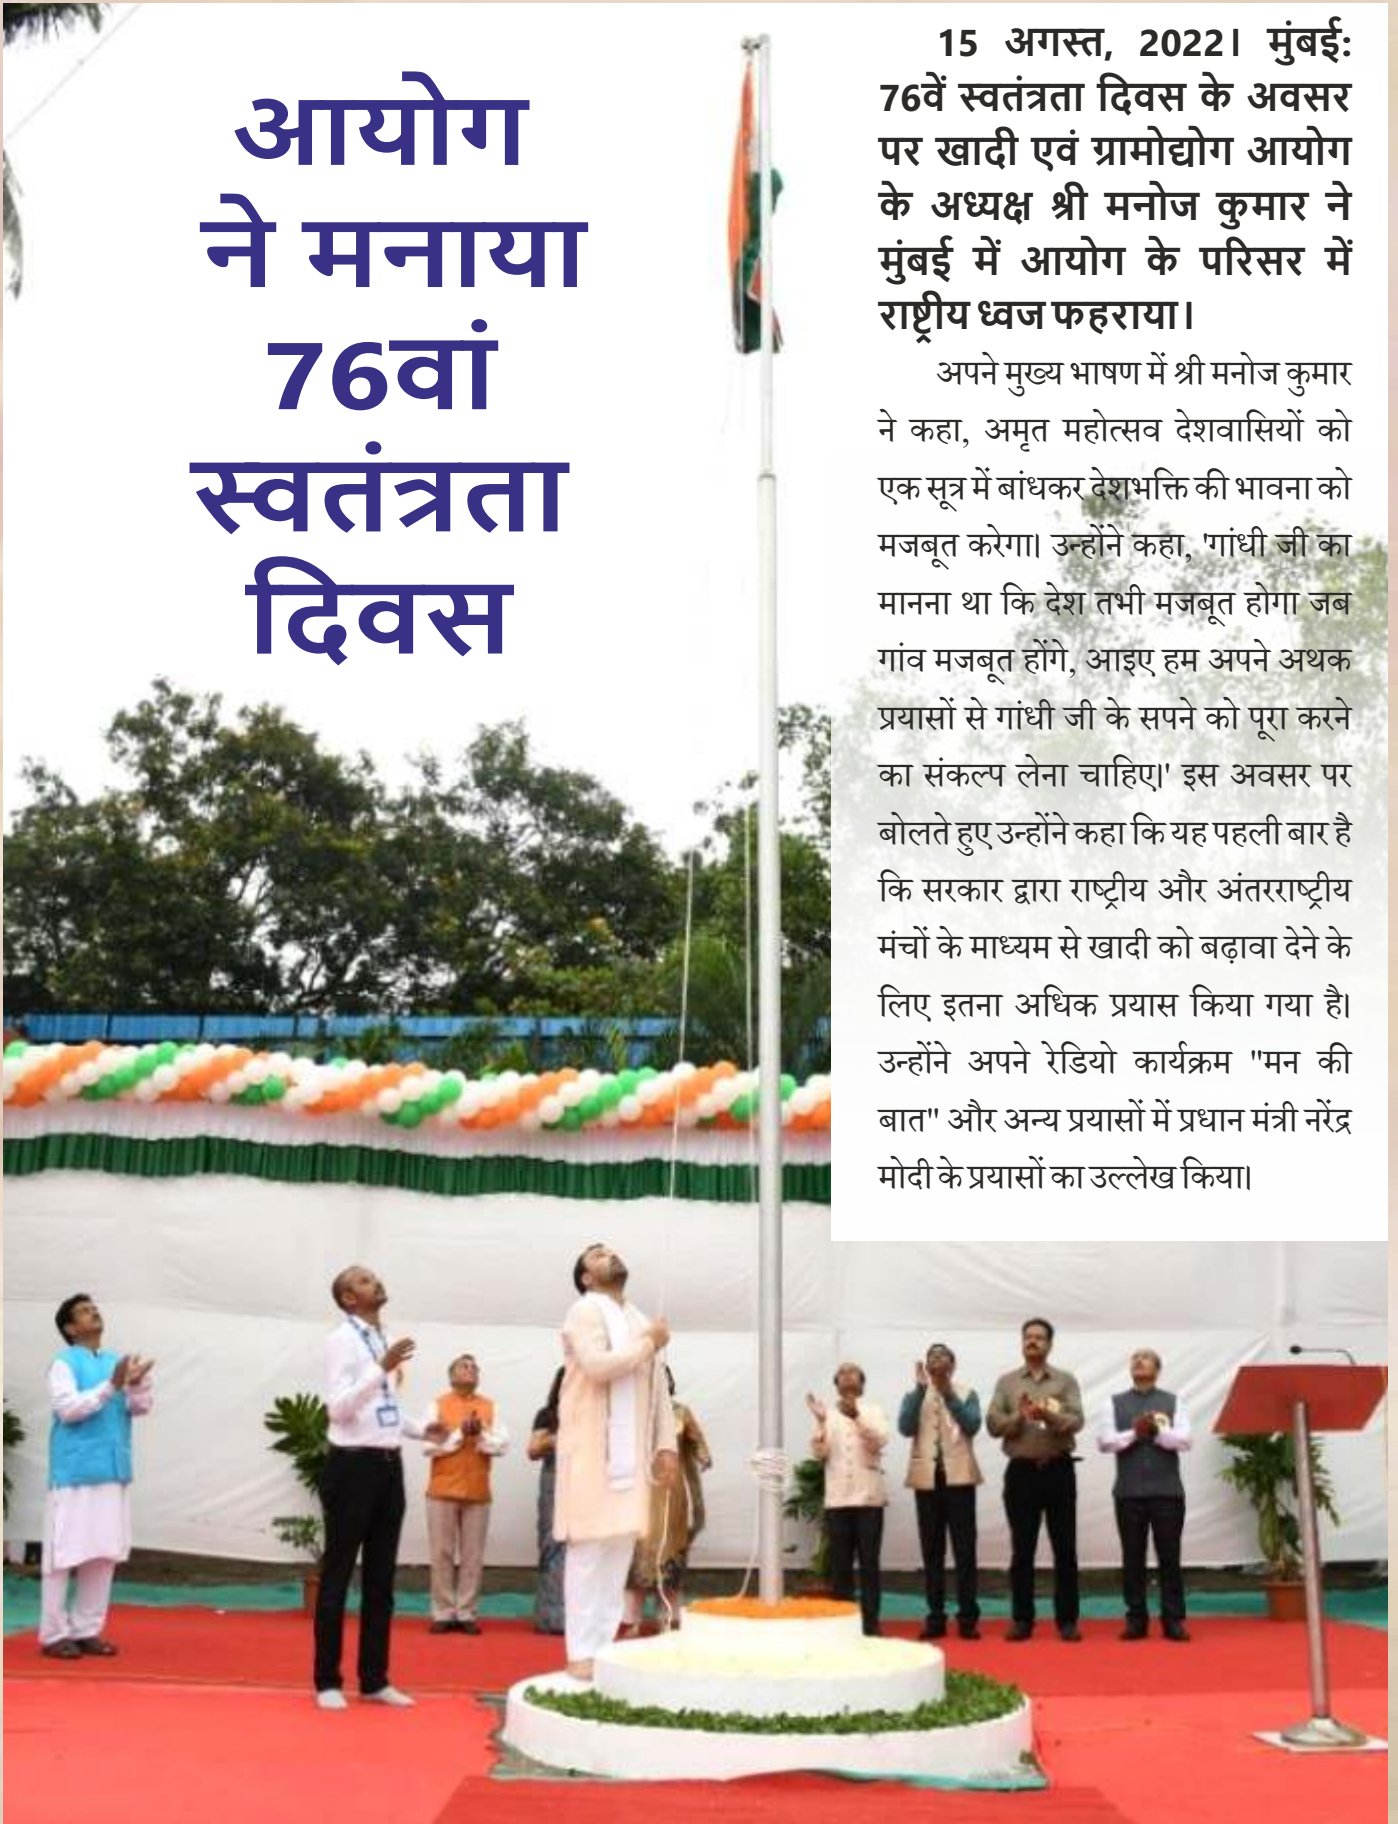 आयोग
ने मनाया
76वां
स्वतंत्रता
दिवस
15 अगस्त, 2022। मुंबई:
76वें स्वतंत्रता दिवस के अवसर
पर खादी एवं ग्रामोद्योग आयोग
के अध्यक्ष श्री मनोज कुमार ने
मुंबई में आयोग के परिसर में
राष्ट्रीय ध्वज फहराया।
अपने मुख्य भाषण में श्री मनोज कुमार
ने कहा, अमृत महोत्सव देशवासियों को
एक सूत्र में बांधकर देशभक्ति की भावना को
मजबूत करेगा। उन्होंने कहा, 'गांधी जी का
मानना था कि देश तभी मजबूत होगा जब
गांव मजबूत होंगे, आइए हम अपने अथक
प्रयासों से गांधी जी के सपने को पूरा करने
का संकल्प लेना चाहिए।' इस अवसर पर
बोलते हुए उन्होंने कहा कि यह पहली बार है
कि सरकार द्वारा राष्ट्रीय और अंतरराष्ट्रीय
मंचों के माध्यम से खादी को बढ़ावा देने के
लिए इतना अधिक प्रयास किया गया है।
उन्होंने अपने रेडियो कार्यक्रम "मन की
बात" और अन्य प्रयासों में प्रधान मंत्री नरेंद्र
मोदी के प्रयासों का उल्लेख किया।